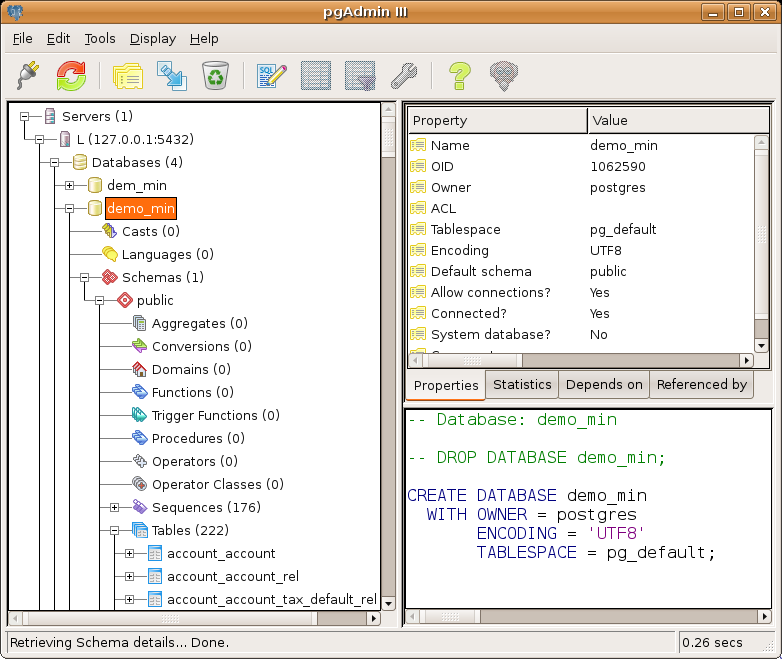 pgAdmin III
File Edit Tools Display Help
SQL
Servers (1)
L (127.0.0.1:5432)
Databases (4)
dem_min
demo_min
Casts (0)
Languages (0)
Schemas (1)
public
Aggregates (0)
Conversions (0)
Domains (0)
Functions (0)
Trigger Functions (0)
Procedures (0)
Operators (0)
Operator Classes (0)
Sequences (176)
Tables (222)
account_account
account_account_rel
account_account_tax_default_rel
Property Value
Name demo_min
OID 1062590
Owner postgres
ACL
Tablespace pg_default
Encoding UTF8
Default schema public
Allow connections? Yes
Connected? Yes
System database? No
Properties Statistics Depends on Referenced by
-- Database: demo_min
-- DROP DATABASE demo_min;
CREATE DATABASE demo_min
WITH OWNER = postgres
ENCODING = 'UTF8'
TABLESPACE = pg_default;
Retrieving Schema details... Done. 0.26 secs